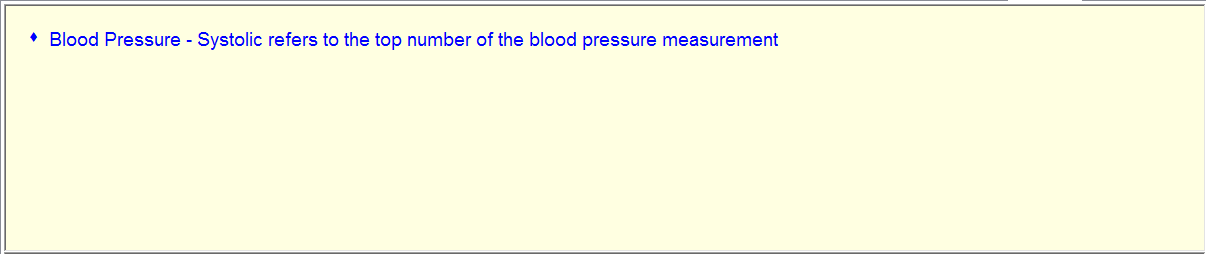 ♦ Blood Pressure - Systolic refers to the top number of the blood pressure measurement